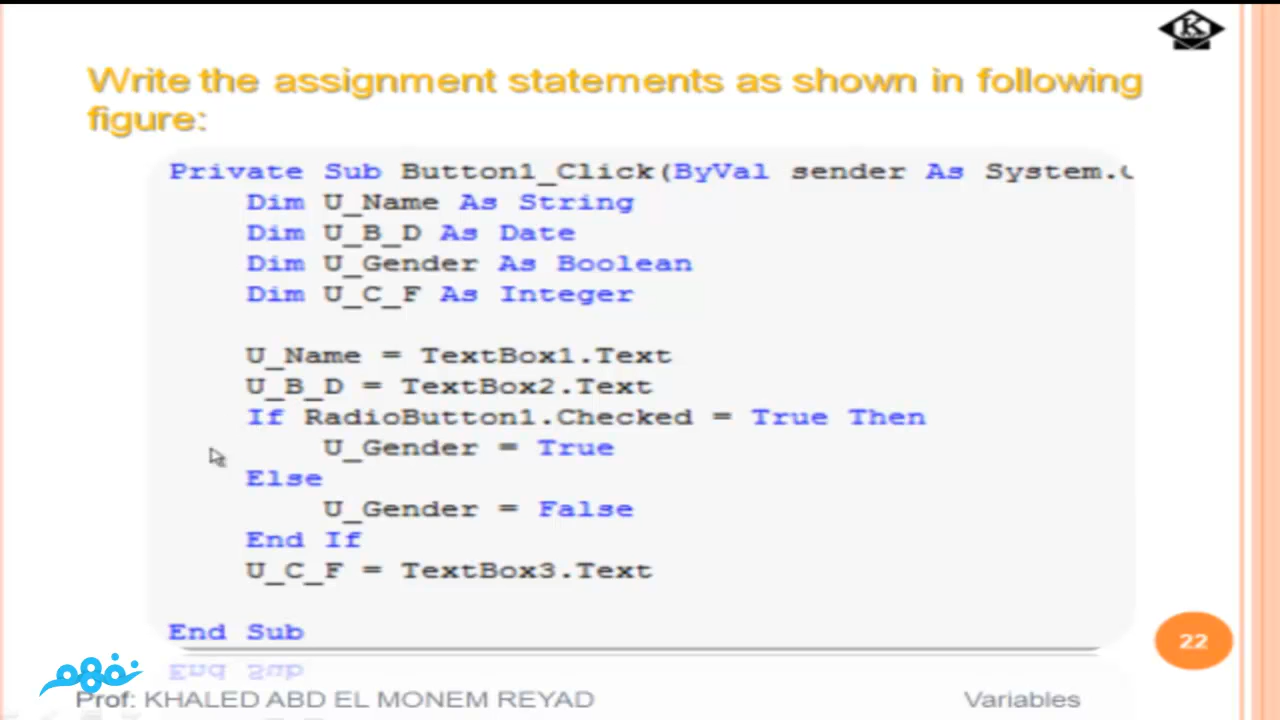 K
Write the assignment statements as shown in following
figure:
Private Sub Button1_Click(ByVal sender As System.
Dim U_Name As String
Dim U_B_D As Date
Dim U_Gender As Boolean
Dim U_C_F As Integer
U_Name = TextBox1.Text
U_B_D = TextBox2.Text
If RadioButton1.Checked = True Then
U_Gender = True
Else
U_Gender = False
End If
U_C_F = TextBox3.Text
End Sub
22
نفهم
Prof: KHALED ABD EL MONEM REYAD
Variables